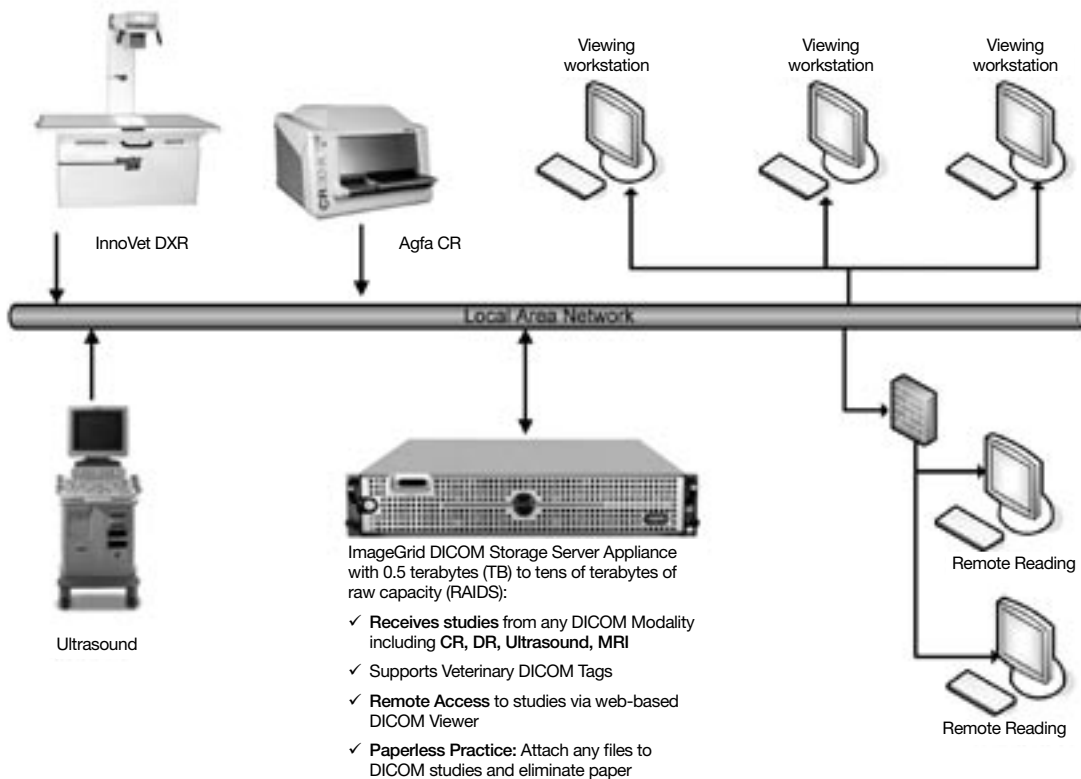 Viewing
workstation
Viewing
workstation
Viewing
workstation
InnoVet DXR
Agfa CR
Local Area Network
Ultrasound
ImageGrid DICOM Storage Server Appliance
with 0.5 terabytes (TB) to tens of terabytes of
raw capacity (RAIDS):
✓ Receives studies from any DICOM Modality
including CR, DR, Ultrasound, MRI
✓ Supports Veterinary DICOM Tags
✓ Remote Access to studies via web-based
DICOM Viewer
✓ Paperless Practice: Attach any files to
DICOM studies and eliminate paper
Remote Reading
Remote Reading